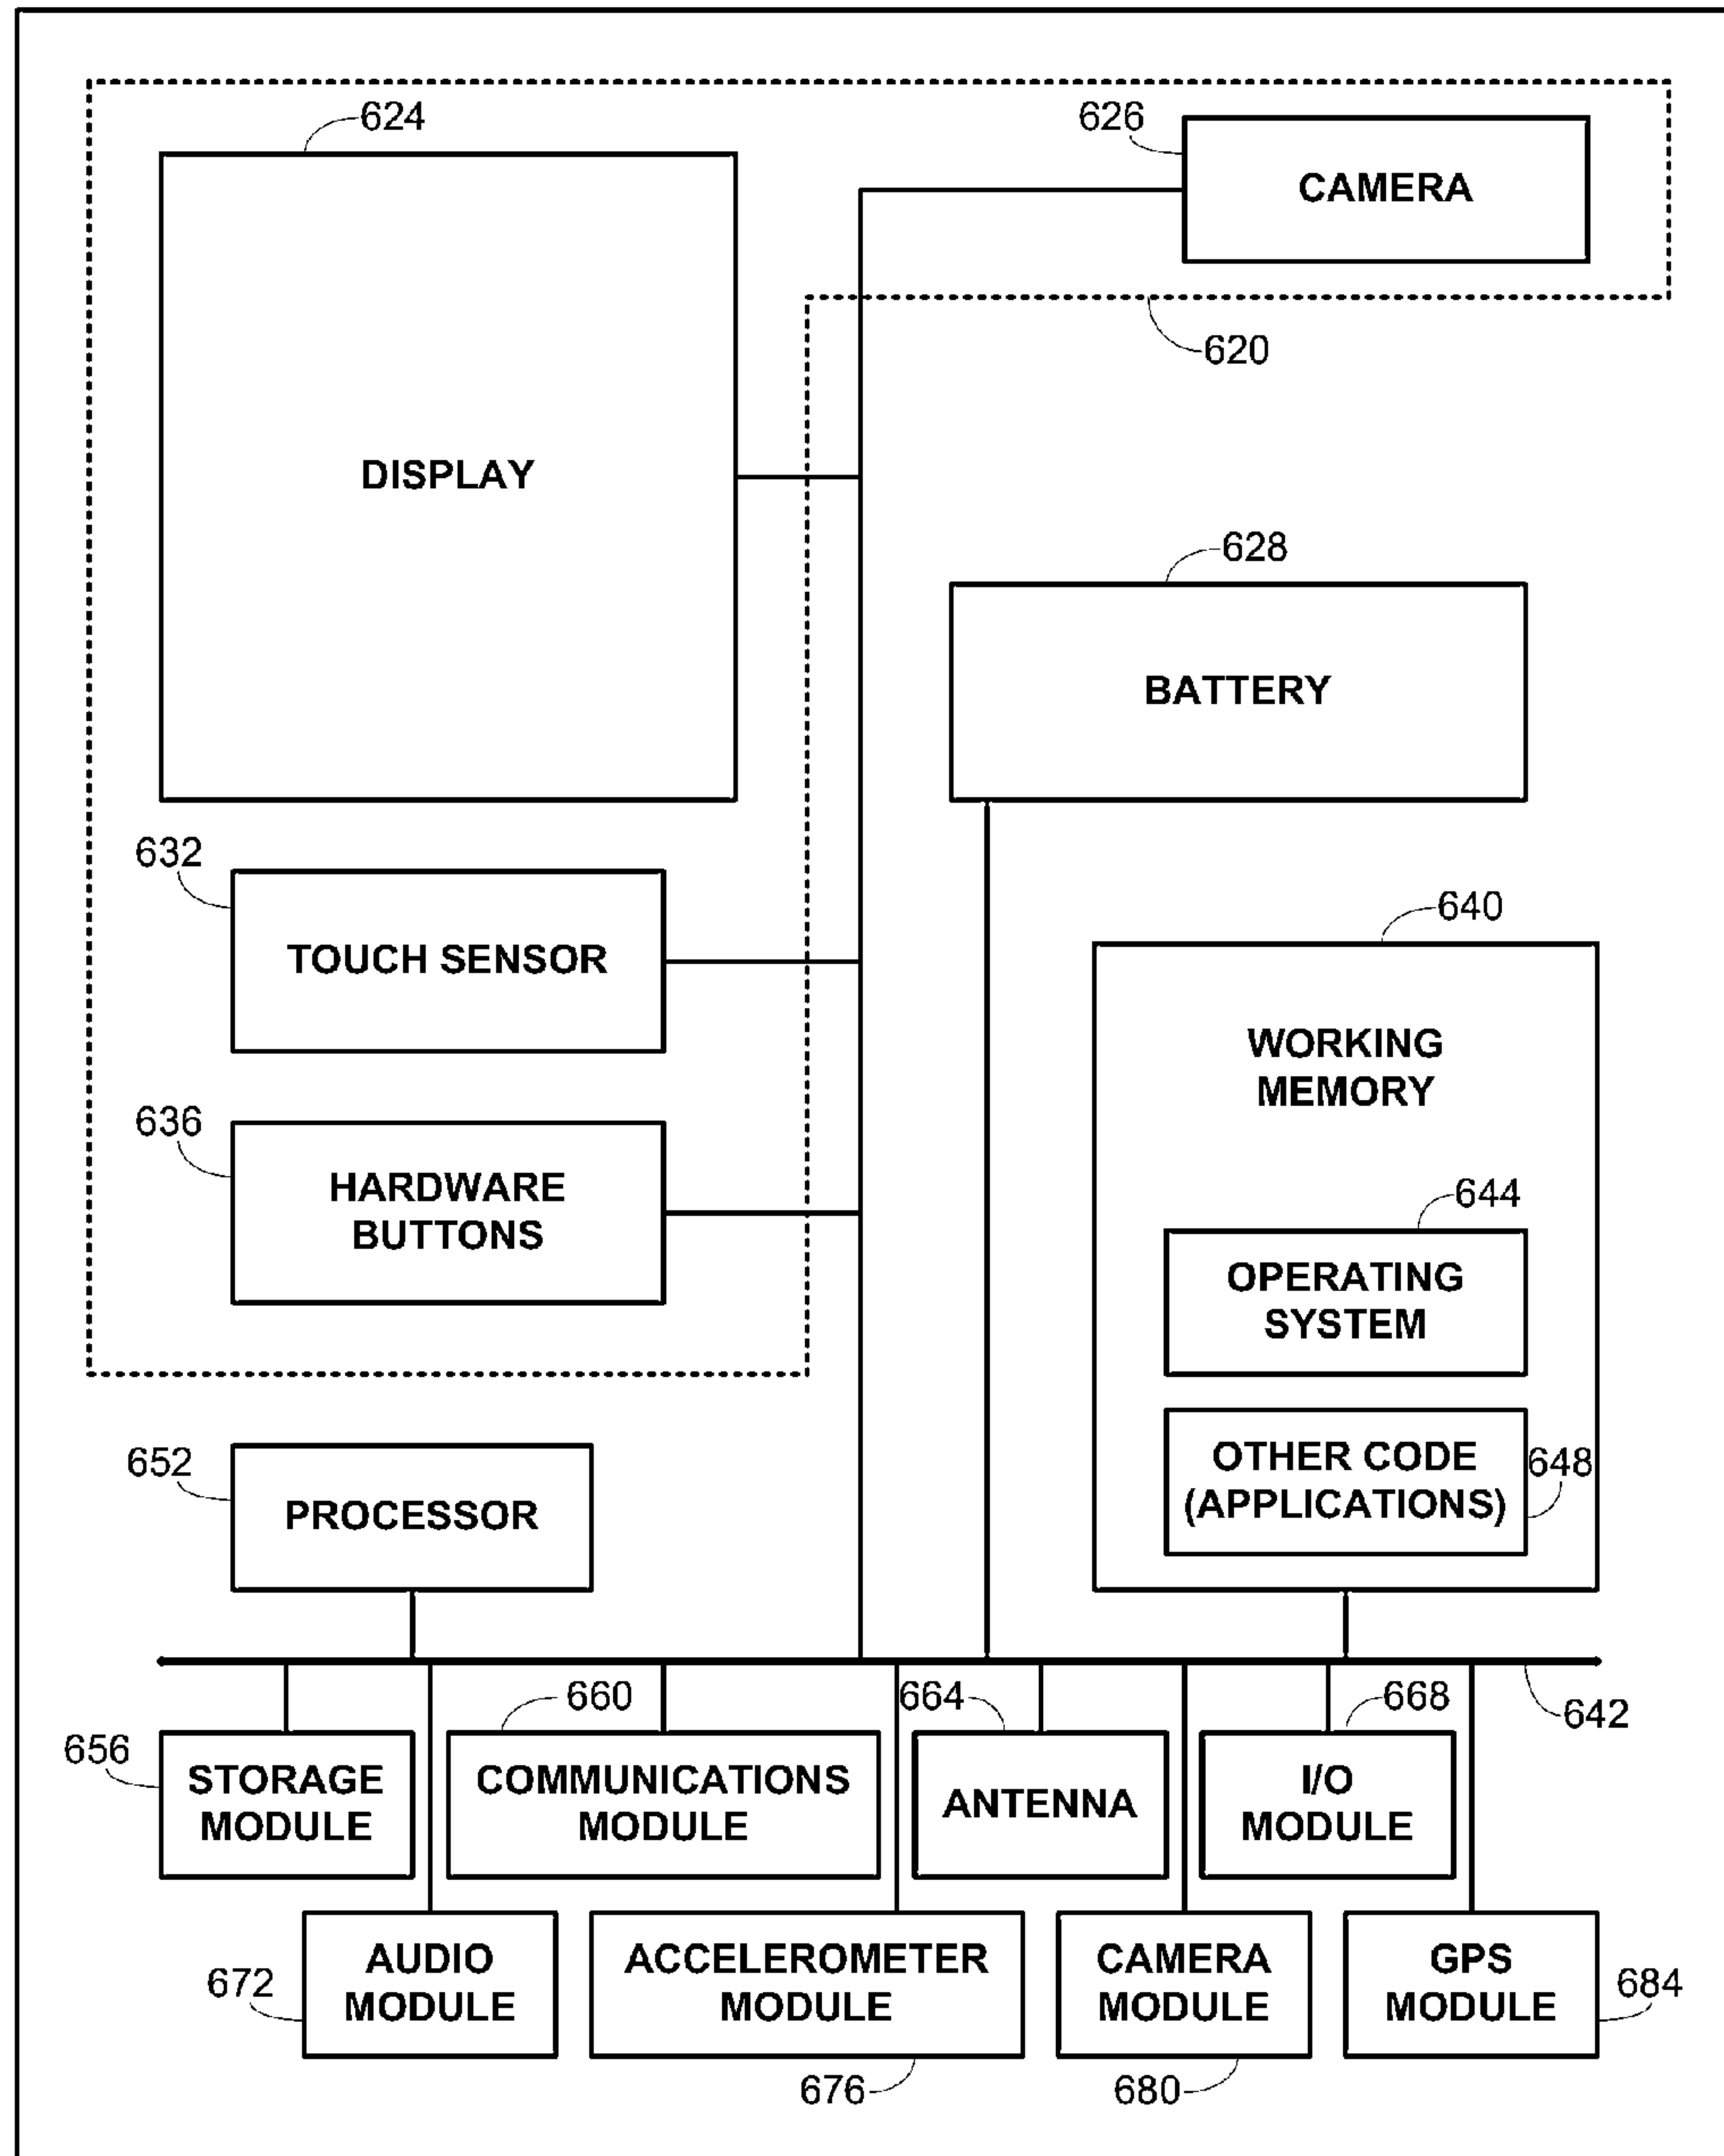 624
626
CAMERA
620
DISPLAY
628
BATTERY
632
TOUCH SENSOR
640
WORKING
MEMORY
636
HARDWARE
BUTTONS
644
OPERATING
SYSTEM
652
PROCESSOR
OTHER CODE
(APPLICATIONS)
648
660
664
668
642
656
STORAGE
MODULE
COMMUNICATIONS
MODULE
ANTENNA
I/O
MODULE
672
AUDIO
MODULE
ACCELEROMETER
MODULE
CAMERA
MODULE
GPS
MODULE
684
676
680